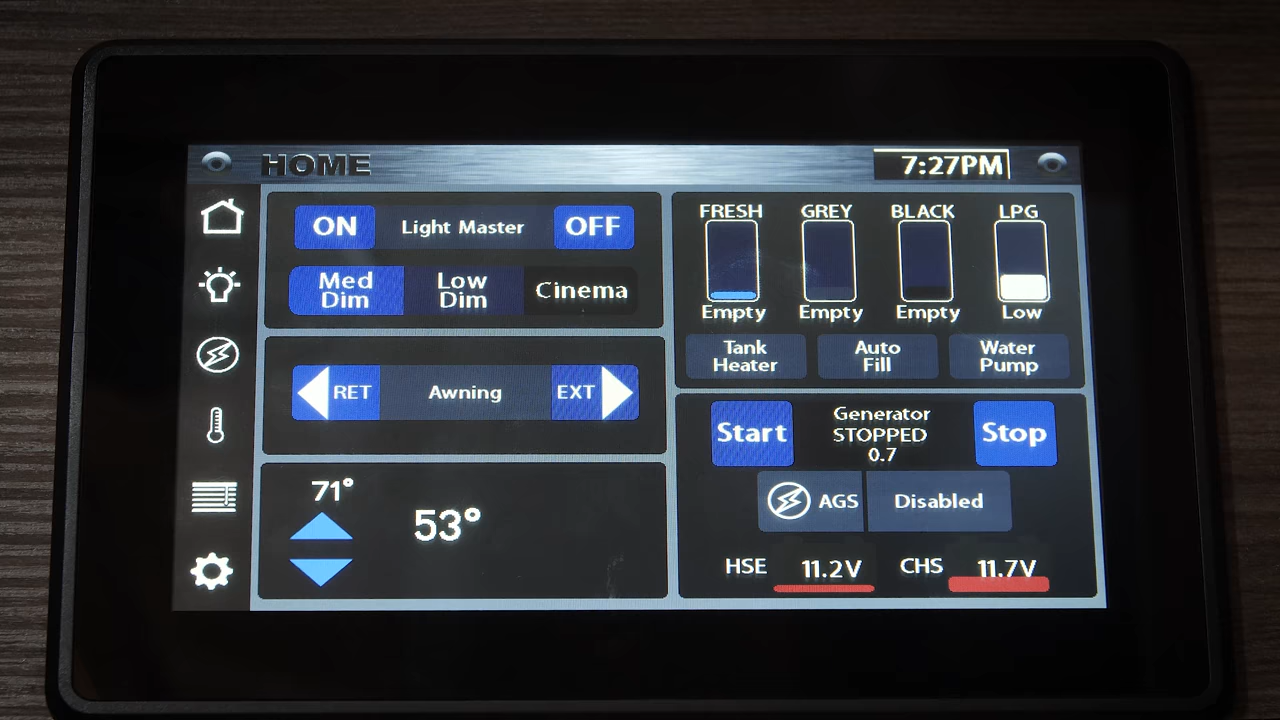 HOME
7:27PM
ON Light Master OFF
Med Dim
Low Dim
Cinema
RET Awning EXT
71°
53°
FRESH GREY BLACK LPG
Empty Empty Empty Low
Tank Heater
Auto Fill
Water Pump
Start
Generator
STOPPED
0.7
Stop
AGS Disabled
HSE 11.2V CHS 11.7V